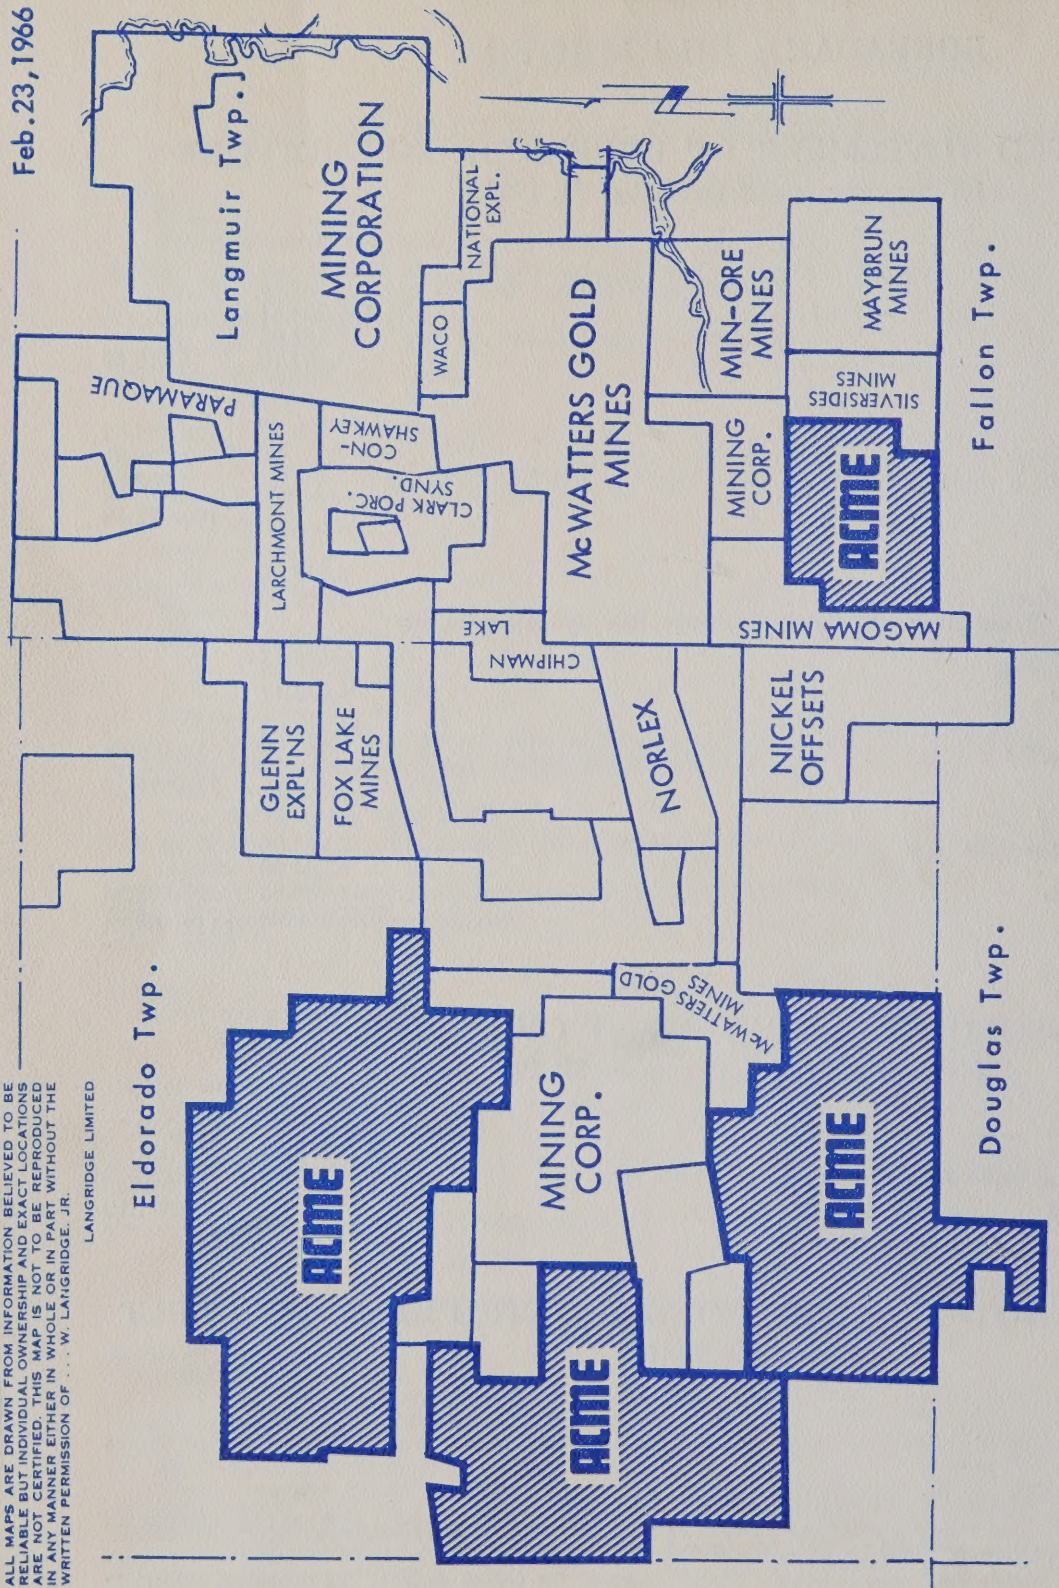 ALL MAPS ARE DRAWN FROM INFORMATION BELIEVED TO BE
RELIABLE BUT INDIVIDUAL OWNERSHIP AND EXACT LOCATIONS
ARE NOT CERTIFIED. THIS MAP IS NOT TO BE REPRODUCED
IN ANY MANNER EITHER IN WHOLE OR IN PART WITHOUT THE
WRITTEN PERMISSION OF . . . W. LANGRIDGE. JR.
LANGRIDGE LIMITED
Feb.23,1966
Eldorado Twp.
Langmuir Twp.
PARAMAQUE
MINING
CORPORATION
GLENN
EXPL'NS
FOX LAKE
MINES
LARCHMONT MINES
CON-
SHAWKEY
CLARK PORC.
SYND.
WACO
NATIONAL
EXPL.
ACME
LAKE
CHIPMAN
McWATTERS GOLD
MINES
MINING
CORP.
McWATTERS GOLD
MINES
NORLEX
ACME
MIN-ORE
MINES
MINING
CORP.
MAGOMA MINES
NICKEL
OFFSETS
ACME
ACME
SILVERSIDES
MINES
MAYBRUN
MINES
Douglas Twp.
Fallon Twp.